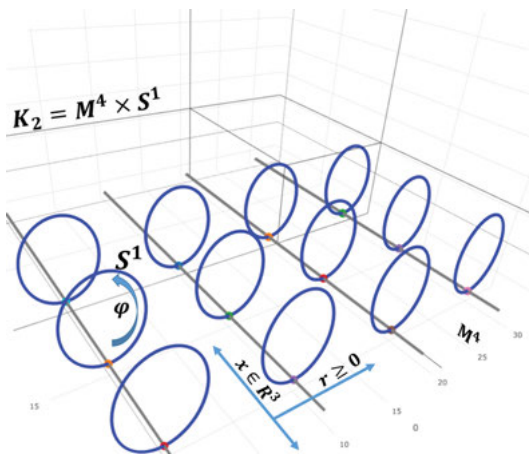 K₂ = M⁴ × S¹
S¹
φ
x ∈ R³
r ≥ 0
M⁴
15
10
15
0
20
25
30